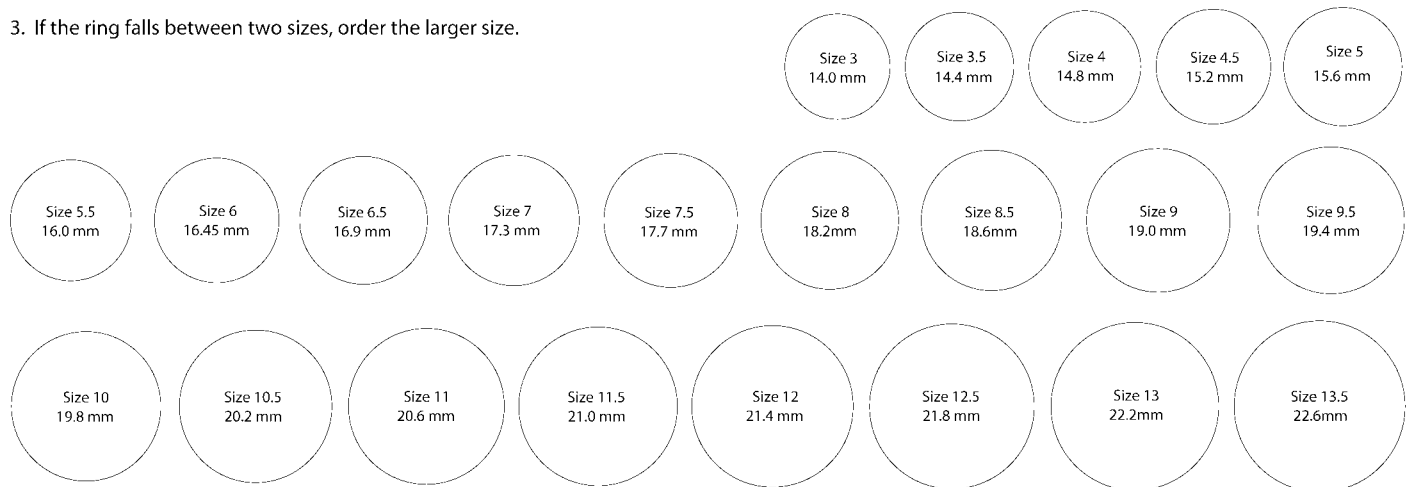 3. If the ring falls between two sizes, order the larger size.
Size 3
14.0 mm
Size 3.5
14.4 mm
Size 4
14.8 mm
Size 4.5
15.2 mm
Size 5
15.6 mm
Size 5.5
16.0 mm
Size 6
16.45 mm
Size 6.5
16.9 mm
Size 7
17.3 mm
Size 7.5
17.7 mm
Size 8
18.2mm
Size 8.5
18.6mm
Size 9
19.0 mm
Size 9.5
19.4 mm
Size 10
19.8 mm
Size 10.5
20.2 mm
Size 11
20.6 mm
Size 11.5
21.0 mm
Size 12
21.4 mm
Size 12.5
21.8 mm
Size 13
22.2mm
Size 13.5
22.6mm